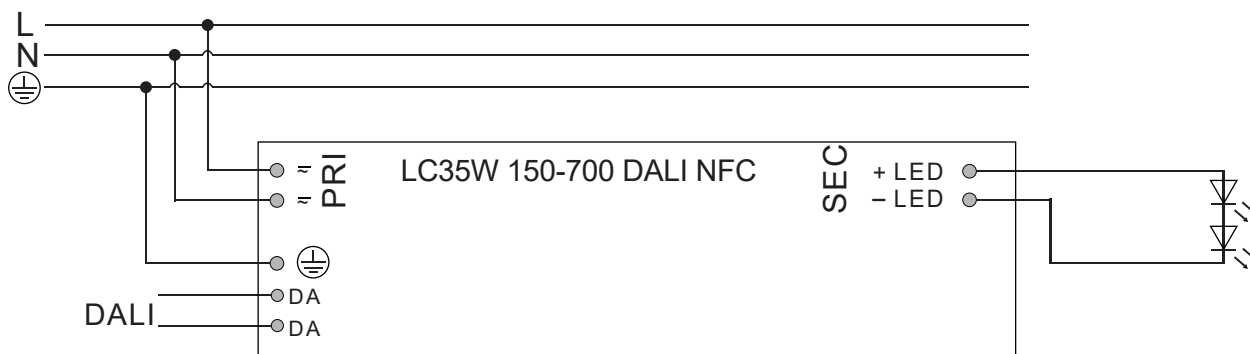 L
N
≂ PRI
≂
LC35W 150-700 DALI NFC
SEC
+ LED
– LED
DALI
DA
DA